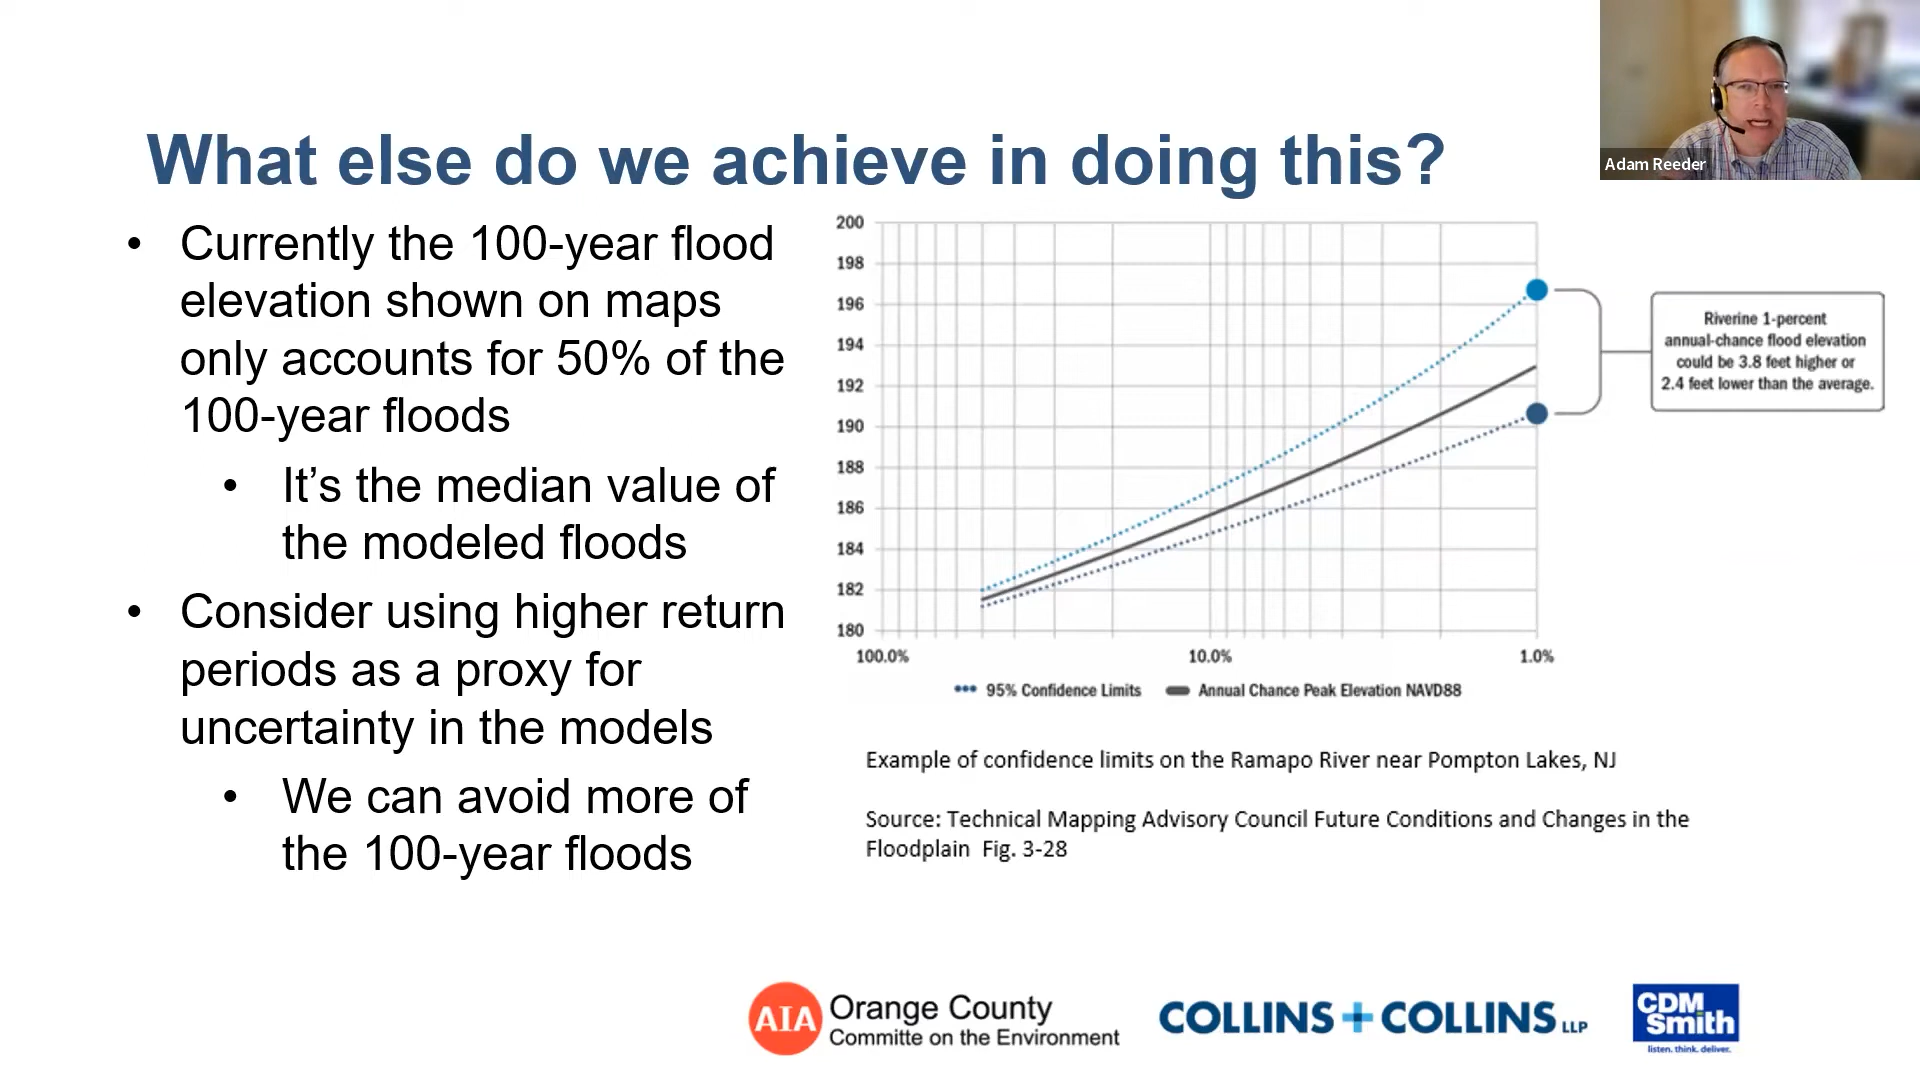 What else do we achieve in doing this?
Adam Reeder
• Currently the 100-year flood
elevation shown on maps
only accounts for 50% of the
100-year floods
• It’s the median value of
the modeled floods
• Consider using higher return
periods as a proxy for
uncertainty in the models
• We can avoid more of
the 100-year floods
200
198
196
194
192
190
188
186
184
182
180
100.0%
10.0%
1.0%
95% Confidence Limits
Annual Chance Peak Elevation NAVD88
Riverine 1-percent
annual-chance flood elevation
could be 3.8 feet higher or
2.4 feet lower than the average.
Example of confidence limits on the Ramapo River near Pompton Lakes, NJ
Source: Technical Mapping Advisory Council Future Conditions and Changes in the
Floodplain Fig. 3-28
AIA
Orange County
Committe on the Environment
COLLINS + COLLINS LLP
CDM
Smith
listen. think. deliver.